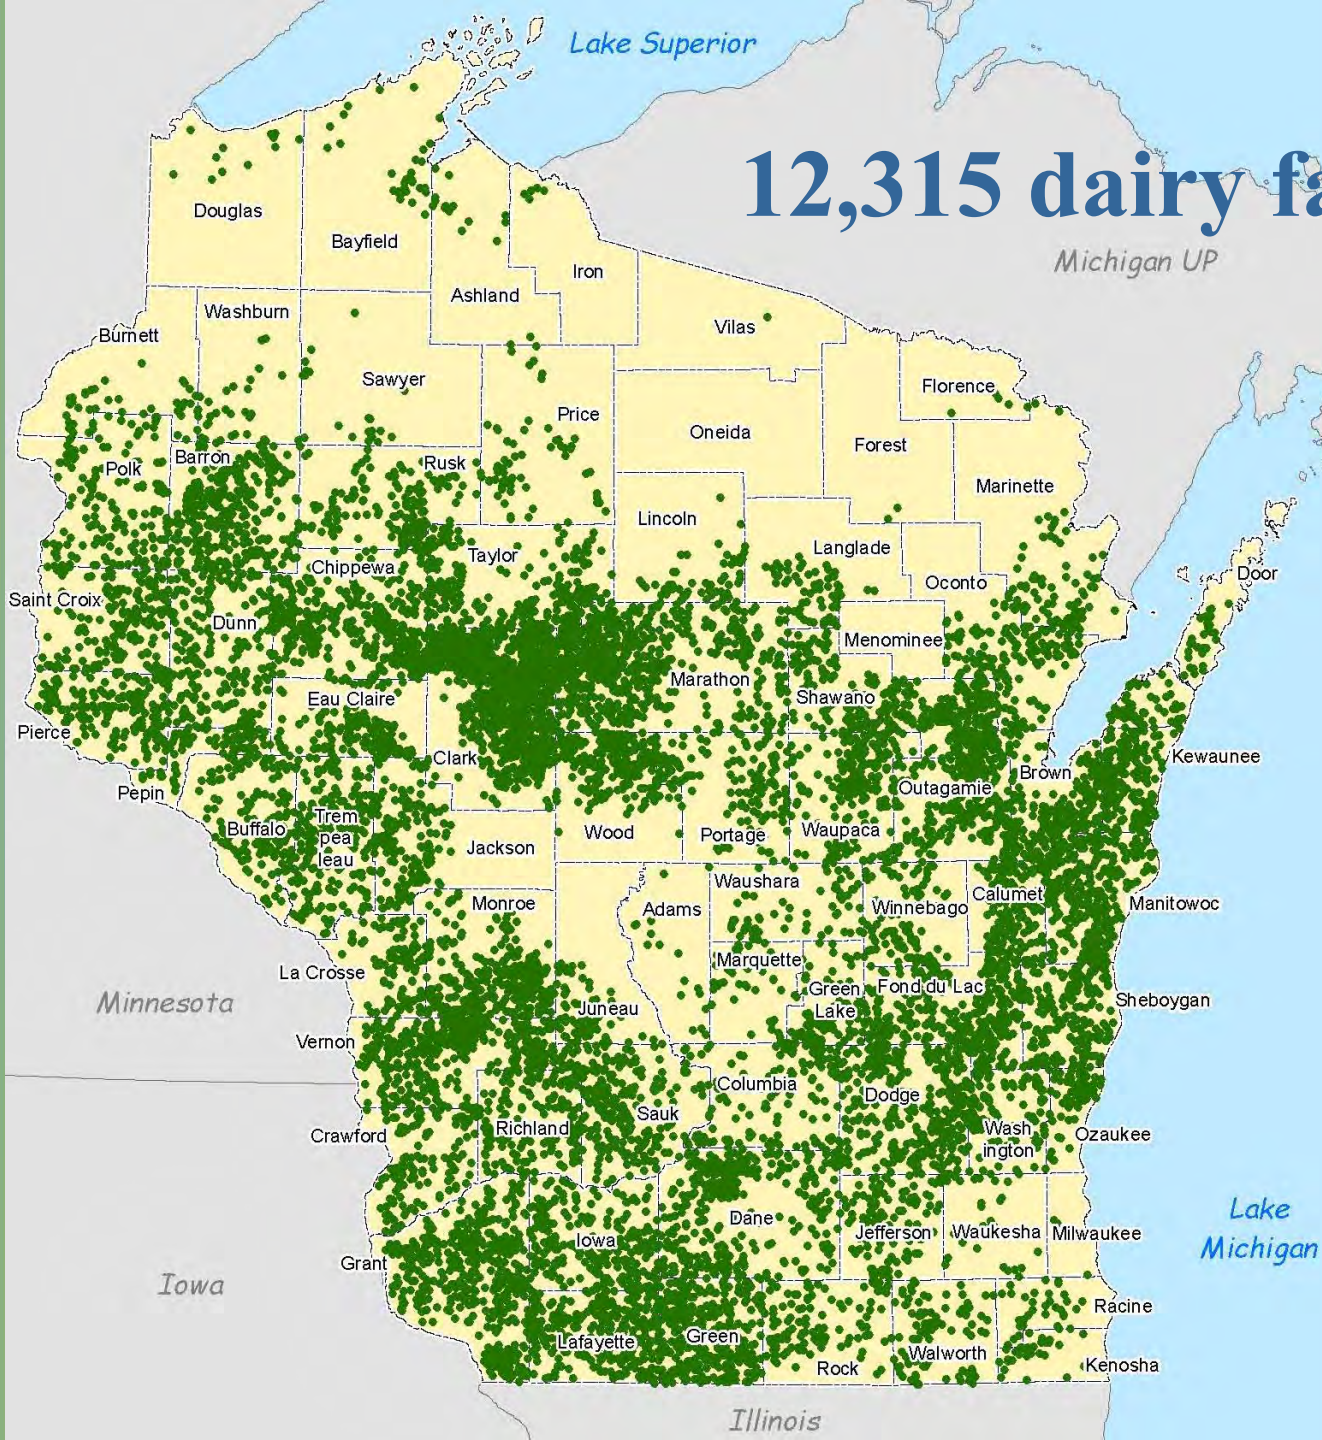 Lake Superior
12,315 dairy fa
Michigan UP
Douglas
Bayfield
Iron
Ashland
Washburn
Burnett
Vilas
Sawyer
Florence
Price
Oneida
Forest
Polk
Barron
Rusk
Marinette
Lincoln
Langlade
Taylor
Chippewa
Oconto
Door
Saint Croix
Dunn
Menominee
Marathon
Shawano
Eau Claire
Pierce
Clark
Kewaunee
Brown
Pepin
Outagamie
Buffalo
Trem
pea
leau
Wood
Portage
Waupaca
Jackson
Waushara
Calumet
Monroe
Adams
Winnebago
Manitowoc
Marquette
La Crosse
Green
Lake
Fond du Lac
Minnesota
Juneau
Sheboygan
Vernon
Columbia
Dodge
Sauk
Richland
Crawford
Wash
ington
Ozaukee
Dane
Lake
Michigan
Iowa
Jefferson
Waukesha
Milwaukee
Grant
Iowa
Racine
Lafayette
Green
Walworth
Rock
Kenosha
Illinois